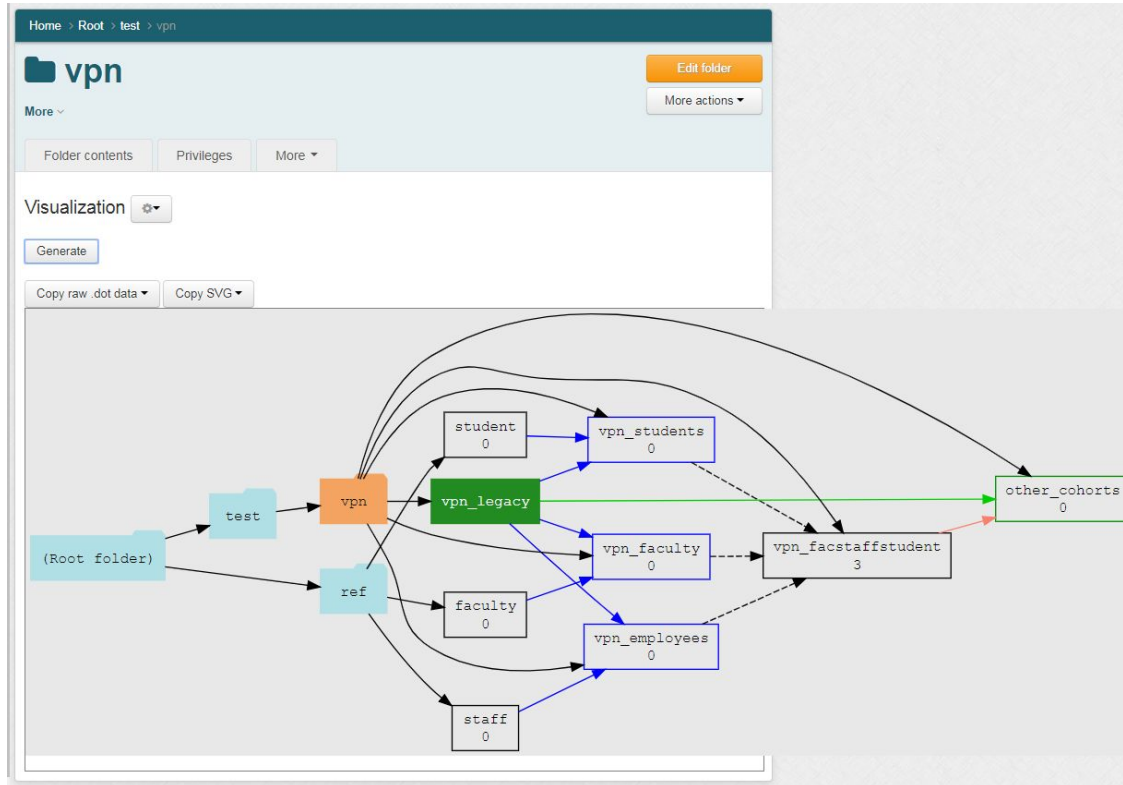 Home > Root > test > vpn
vpn
Edit folder
More actions
More
Folder contents
Privileges
More
Visualization
Generate
Copy raw .dot data
Copy SVG
student
0
vpn_students
0
vpn
vpn_legacy
other_cohorts
0
test
vpn_facstaffstudent
3
vpn_faculty
0
(Root folder)
ref
faculty
0
vpn_employees
0
staff
0